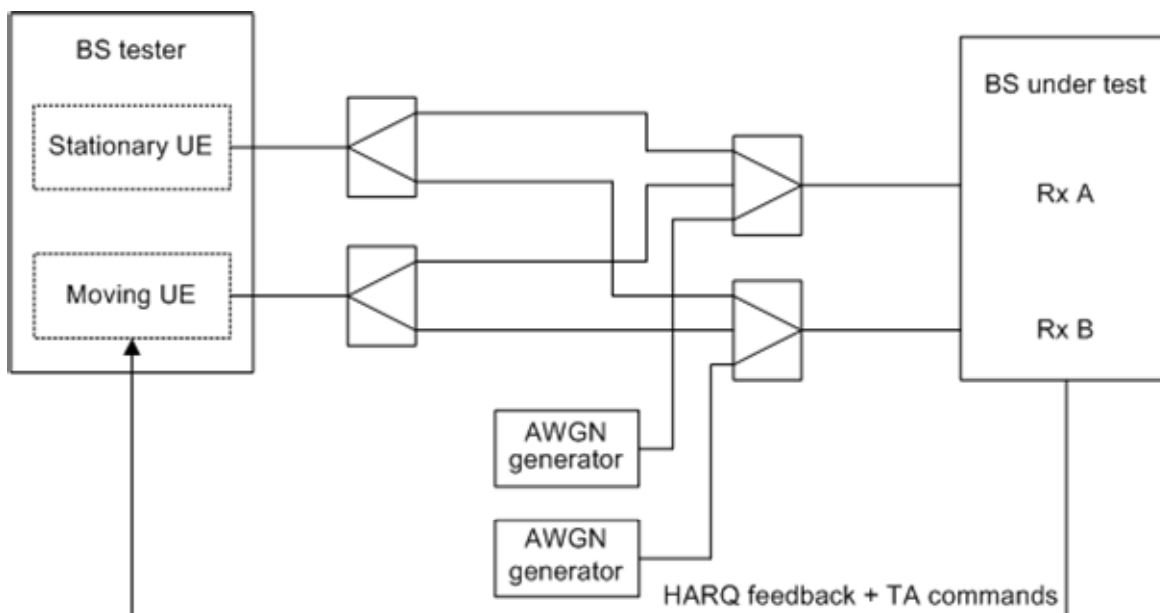 BS tester
Stationary UE
Moving UE
BS under test
Rx A
Rx B
AWGN
generator
AWGN
generator
HARQ feedback + TA commands